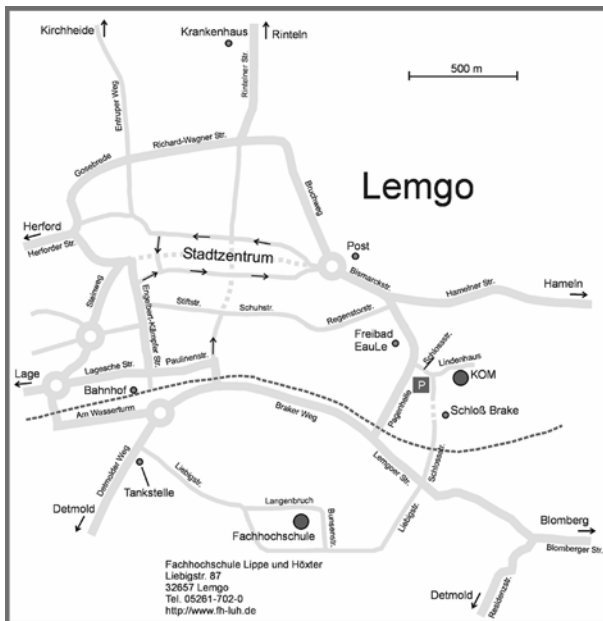 Kirchheide
Krankenhaus
Rinteln
500 m
Entruper Weg
Rintelner Str.
Richard-Wagner Str.
Gosebrede
Lemgo
Bruchweg
Herford
Herforder Str.
Stadtzentrum
Post
Bismarckstr.
Hameln
Hamelner Str.
Steinweg
Engelbert-Kämpfer Str.
Stiftstr.
Schuhstr.
Regenstorstr.
Freibad
EauLe
Schlossstr.
Lindenhaus
KOM
P
Lagesche Str.
Paulinenstr.
Lage
Bahnhof
Pagenhelle
Schloß Brake
Am Wasserturm
Braker Weg
Detmolder Weg
Lemgoer Str.
Schlossstr.
Tankstelle
Liebigstr.
Langenbruch
Bunsenstr.
Liebigstr.
Fachhochschule
Detmold
Blomberg
Blomberger Str.
Fachhochschule Lippe und Höxter
Liebigstr. 87
32657 Lemgo
Tel. 05261-702-0
http://www.fh-luh.de
Detmold
Residenzstr.